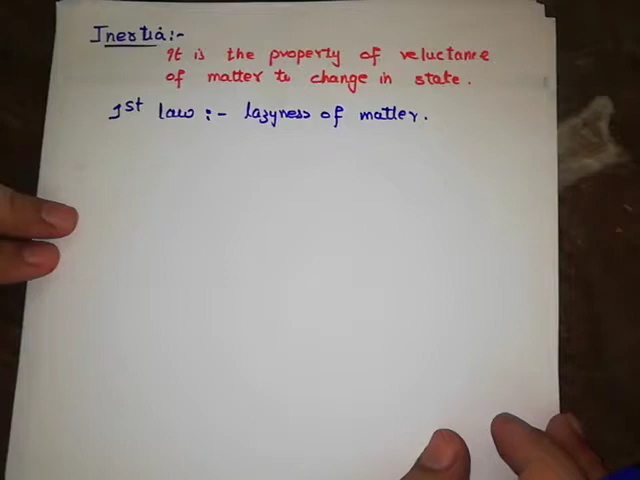 Inertia:-
It is the property of reluctance
of matter to change in state.
1st law :- lazyness of matter.